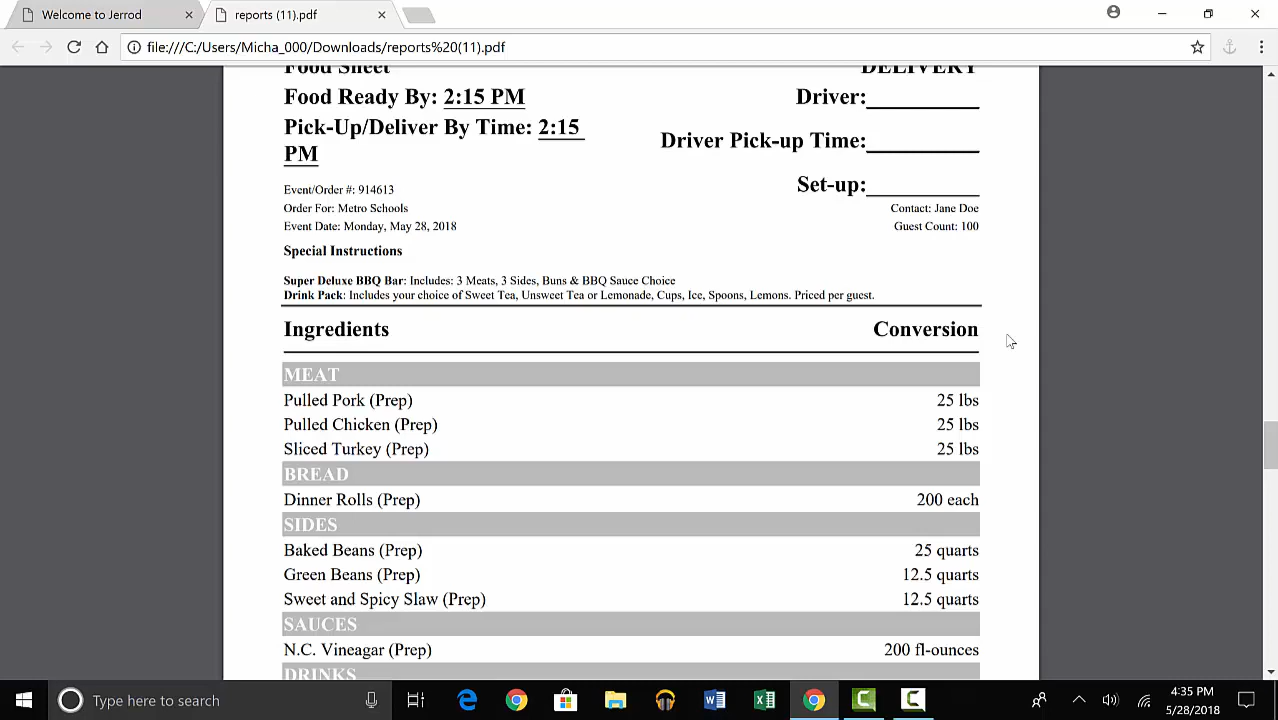 Welcome to Jerrod
reports (11).pdf
file:///C:/Users/Micha_000/Downloads/reports%20(11).pdf
Food Sheet DELIVERY
Food Ready By: 2:15 PM Driver:
Pick-Up/Deliver By Time: 2:15 PM
Driver Pick-up Time:
Set-up:
Event/Order #: 914613
Order For: Metro Schools Contact: Jane Doe
Event Date: Monday, May 28, 2018 Guest Count: 100
Special Instructions
Super Deluxe BBQ Bar: Includes: 3 Meats, 3 Sides, Buns & BBQ Sauce Choice
Drink Pack: Includes your choice of Sweet Tea, Unsweet Tea or Lemonade, Cups, Ice, Spoons, Lemons. Priced per guest.
Ingredients Conversion
MEAT
Pulled Pork (Prep) 25 lbs
Pulled Chicken (Prep) 25 lbs
Sliced Turkey (Prep) 25 lbs
BREAD
Dinner Rolls (Prep) 200 each
SIDES
Baked Beans (Prep) 25 quarts
Green Beans (Prep) 12.5 quarts
Sweet and Spicy Slaw (Prep) 12.5 quarts
SAUCES
N.C. Vineagar (Prep) 200 fl-ounces
DRINKS
Type here to search
4:35 PM
5/28/2018